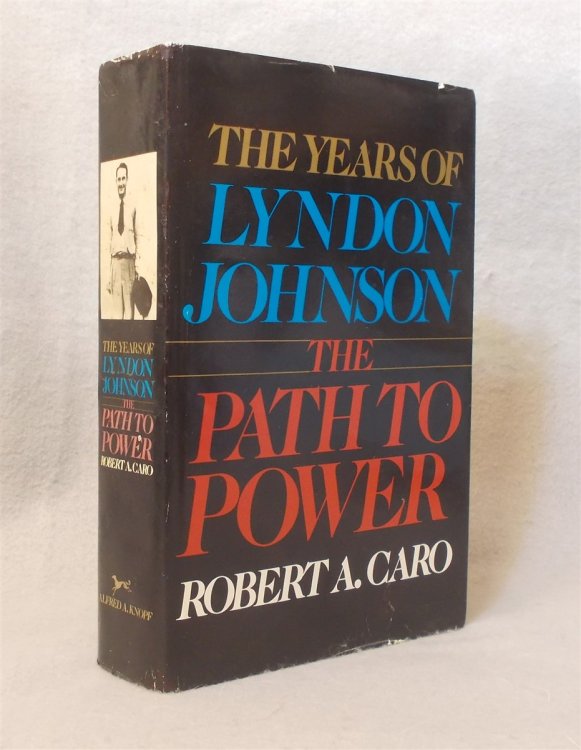 THE YEARS OF
LYNDON
JOHNSON
THE
PATH TO
POWER
ROBERT A. CARO
THE YEARS OF
LYNDON
JOHNSON
THE
PATH TO
POWER
ROBERT A. CARO
ALFRED A. KNOPF